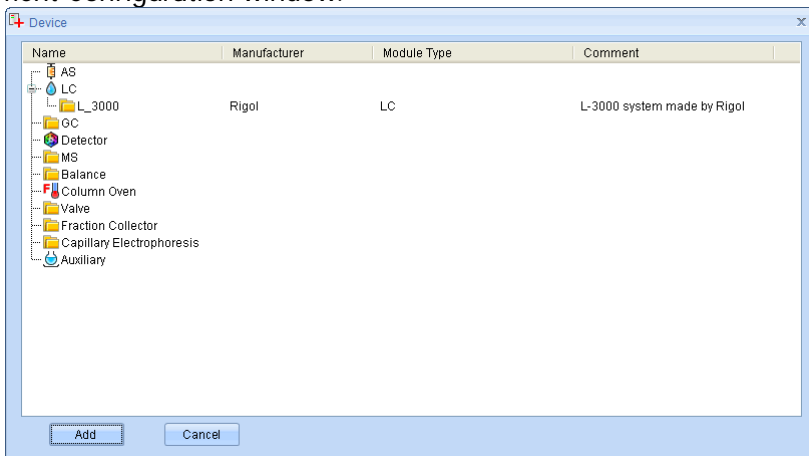 Device x
Name Manufacturer Module Type Comment
AS
LC
L_3000 Rigol LC L-3000 system made by Rigol
GC
Detector
MS
Balance
Column Oven
Valve
Fraction Collector
Capillary Electrophoresis
Auxiliary
Add Cancel